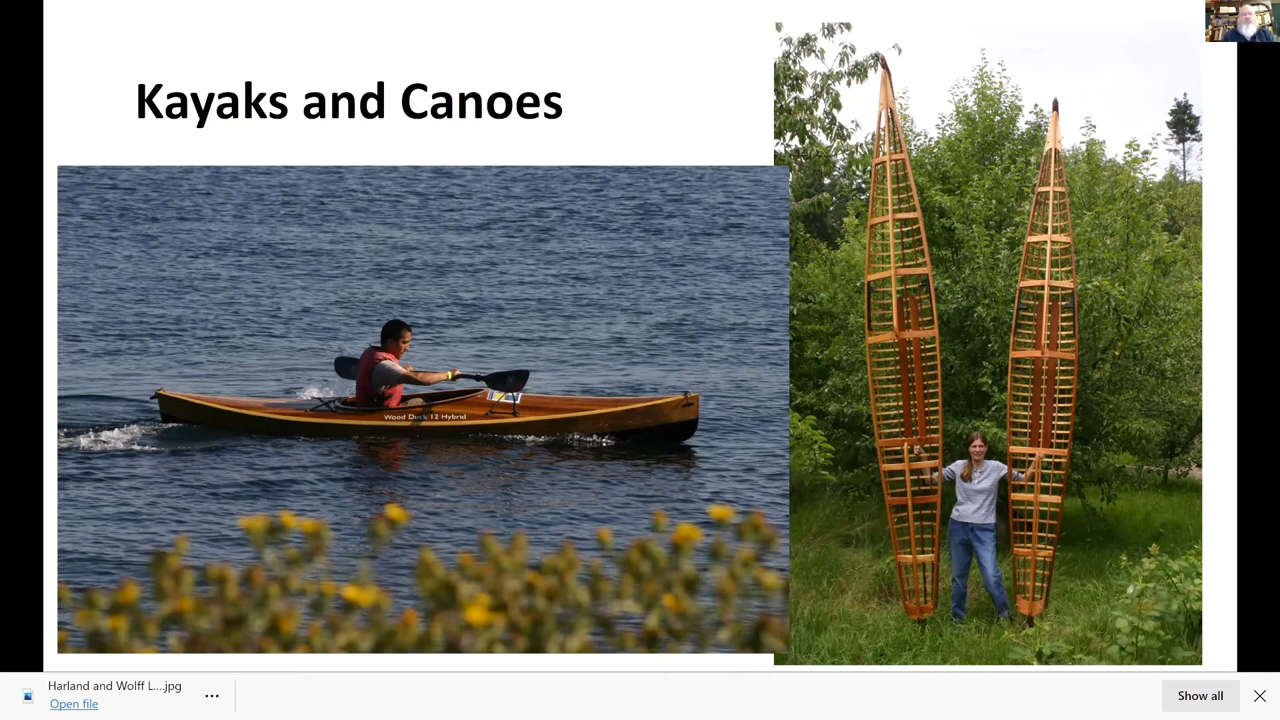 Kayaks and Canoes
Wood Duck 12 Hybrid
Harland and Wolff L....jpg
Open file
Show all